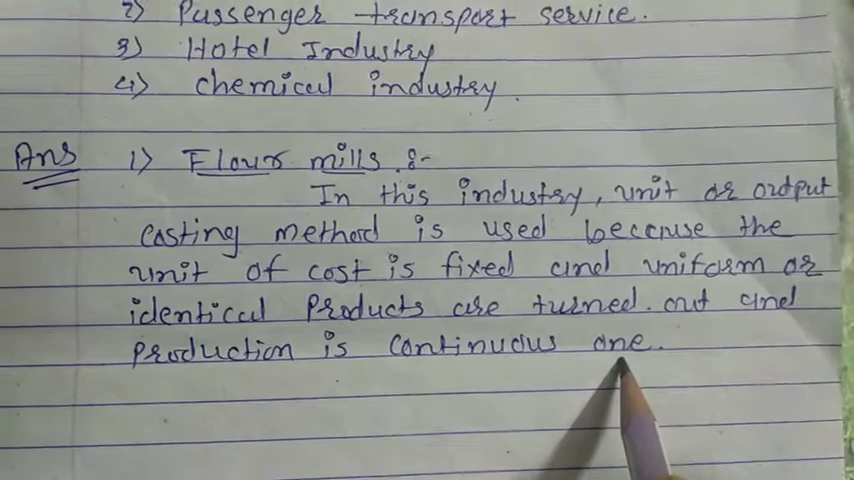 2) Passenger transport service.
3) Hotel Industry
4) chemical industry.
Ans 1) Flour mills :-
In this industry, unit or output
costing method is used because the
unit of cost is fixed and uniform or
identical products are turned out and
production is continuous one.